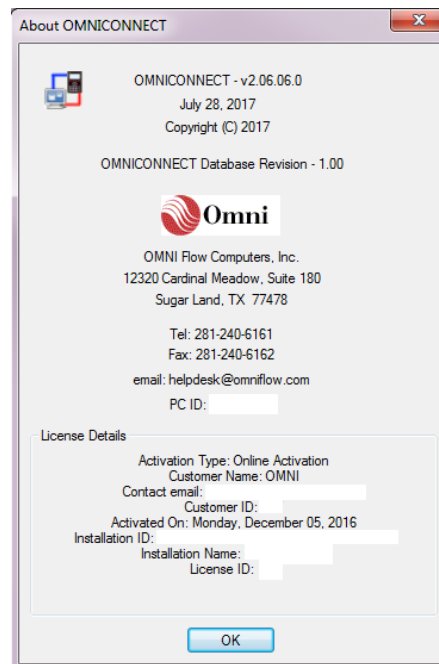 About OMNICONNECT
OMNICONNECT - v2.06.06.0
July 28, 2017
Copyright (C) 2017
OMNICONNECT Database Revision - 1.00
Omni
OMNI Flow Computers, Inc.
12320 Cardinal Meadow, Suite 180
Sugar Land, TX 77478
Tel: 281-240-6161
Fax: 281-240-6162
email: helpdesk@omniflow.com
PC ID:
License Details
Activation Type: Online Activation
Customer Name: OMNI
Contact email:
Customer ID:
Activated On: Monday, December 05, 2016
Installation ID:
Installation Name:
License ID:
OK